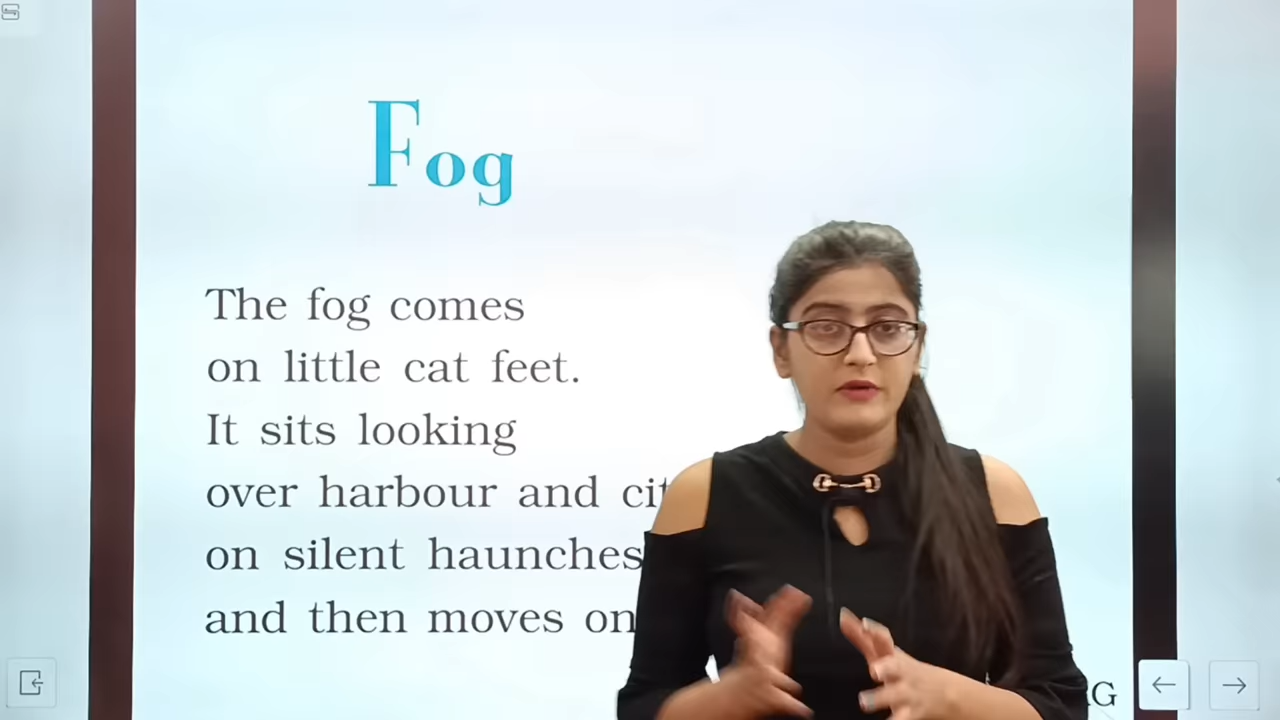 Fog
The fog comes
on little cat feet.
It sits looking
over harbour and
on silent haunches
and then moves on